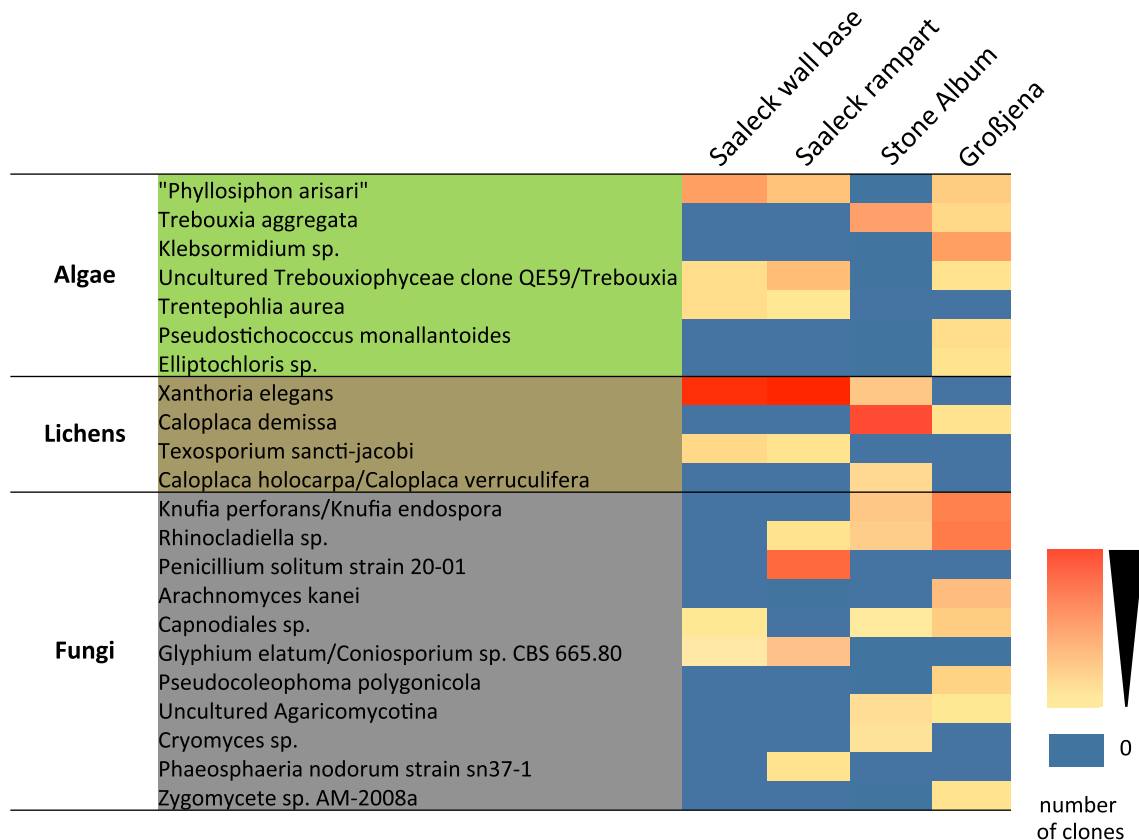 Saaleck wall base
Saaleck rampart
Stone Album
Großjena
Algae
"Phyllosiphon arisari"
Trebouxia aggregata
Klebsormidium sp.
Uncultured Trebouxiophyceae clone QE59/Trebouxia
Trentepohlia aurea
Pseudostichococcus monallantoides
Elliptochloris sp.
Lichens
Xanthoria elegans
Caloplaca demissa
Texosporium sancti-jacobi
Caloplaca holocarpa/Caloplaca verruculifera
Fungi
Knufia perforans/Knufia endospora
Rhinocladiella sp.
Penicillium solitum strain 20-01
Arachnomyces kanei
Capnodiales sp.
Glyphium elatum/Coniosporium sp. CBS 665.80
Pseudocoleophoma polygonicola
Uncultured Agaricomycotina
Cryomyces sp.
Phaeosphaeria nodorum strain sn37-1
Zygomycete sp. AM-2008a
0
number
of clones